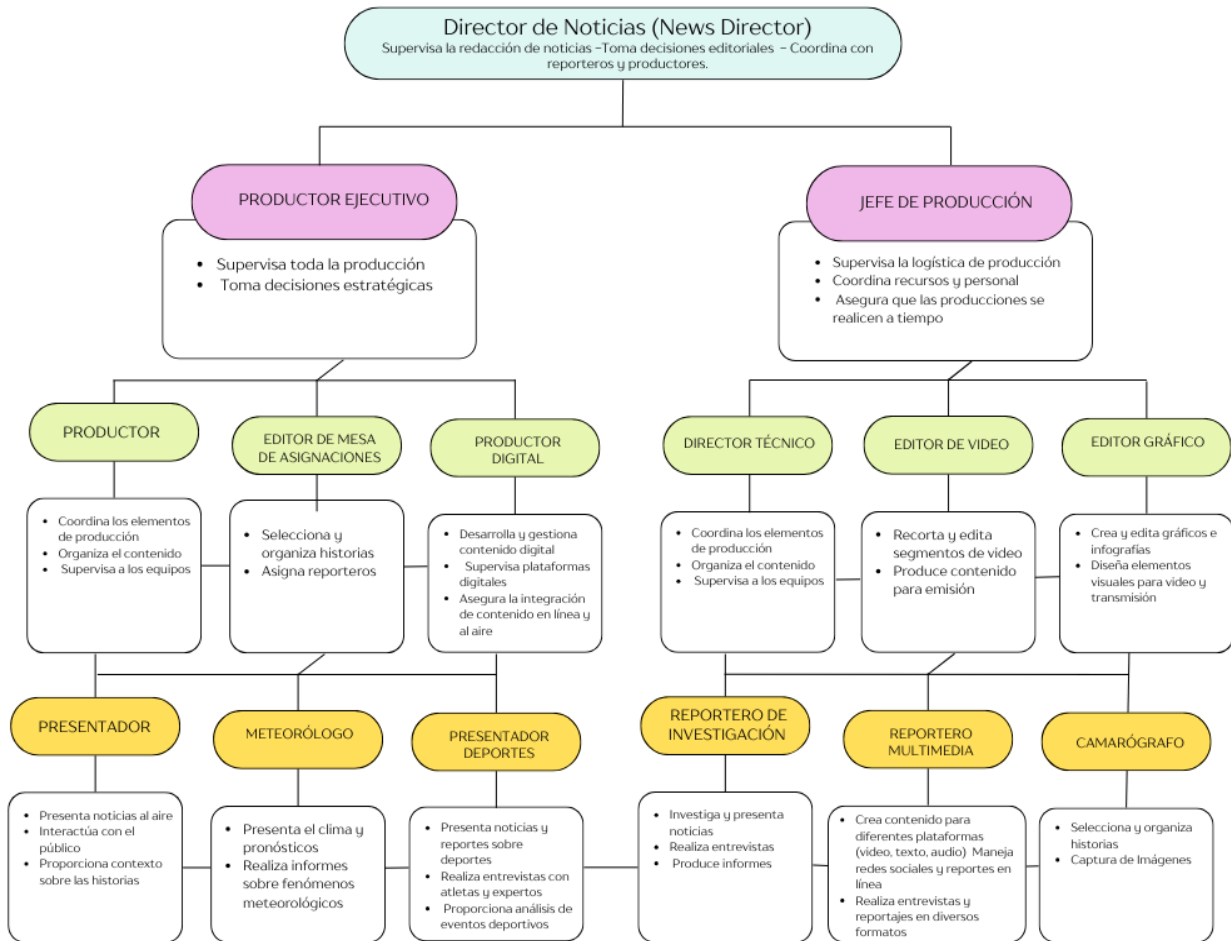 Director de Noticias (News Director)
Supervisa la redacción de noticias -Toma decisiones editoriales - Coordina con
reporteros y productores.
PRODUCTOR EJECUTIVO
• Supervisa toda la producción
• Toma decisiones estratégicas
JEFE DE PRODUCCIÓN
• Supervisa la logística de producción
• Coordina recursos y personal
• Asegura que las producciones se
realicen a tiempo
PRODUCTOR
• Coordina los elementos
de producción
• Organiza el contenido
• Supervisa a los equipos
EDITOR DE MESA
DE ASIGNACIONES
• Selecciona y
organiza historias
• Asigna reporteros
PRODUCTOR
DIGITAL
• Desarrolla y gestiona
contenido digital
• Supervisa plataformas
digitales
• Asegura la integración
de contenido en línea y
al aire
DIRECTOR TÉCNICO
• Coordina los elementos
de producción
• Organiza el contenido
• Supervisa a los equipos
EDITOR DE VIDEO
• Recorta y edita
segmentos de video
• Produce contenido
para emisión
EDITOR GRÁFICO
• Crea y edita gráficos e
infografías
• Diseña elementos
visuales para video y
transmisión
PRESENTADOR
• Presenta noticias al aire
• Interactúa con el
público
• Proporciona contexto
sobre las historias
METEORÓLOGO
• Presenta el clima y
pronósticos
• Realiza informes
sobre fenómenos
meteorológicos
PRESENTADOR
DEPORTES
• Presenta noticias y
reportes sobre
deportes
• Realiza entrevistas con
atletas y expertos
• Proporciona análisis de
eventos deportivos
REPORTERO DE
INVESTIGACIÓN
• Investiga y presenta
noticias
• Realiza entrevistas
• Produce informes
REPORTERO
MULTIMEDIA
• Crea contenido para
diferentes plataformas
(video, texto, audio) Maneja
redes sociales y reportes en
línea
• Realiza entrevistas y
reportajes en diversos
formatos
CAMARÓGRAFO
• Selecciona y organiza
historias
• Captura de Imágenes